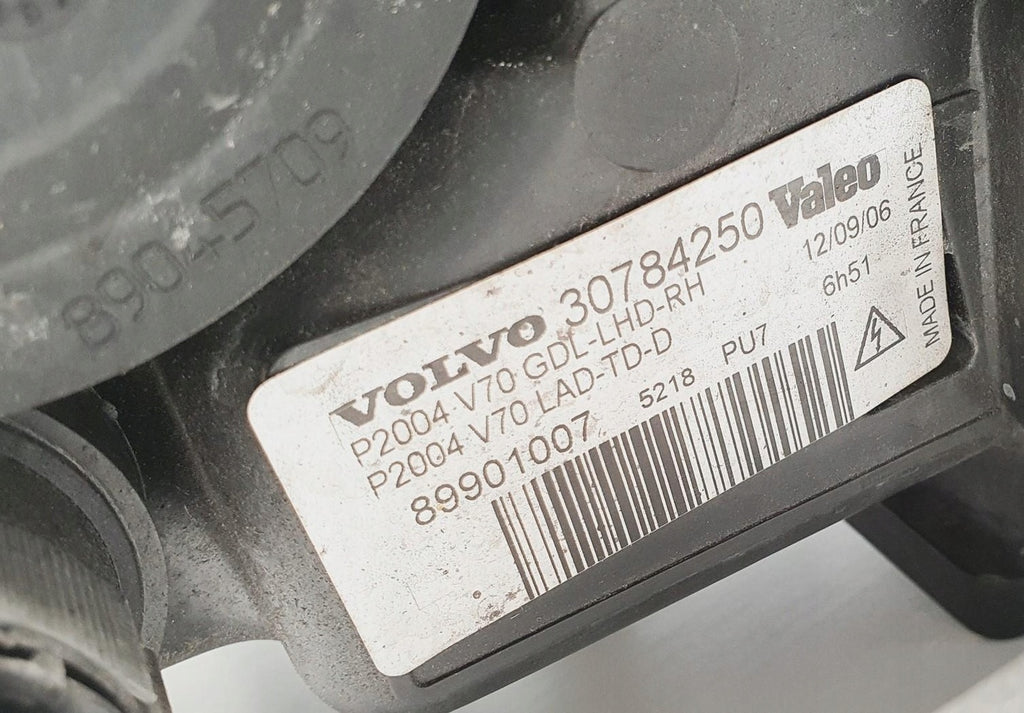 89045709
VOLVO 30784250 Valeo
P2004 V70 GDL-LHD-RH 12/09/06
P2004 V70 LAD-TD-D 6h51
89901007 5218 PU7
MADE IN FRANCE